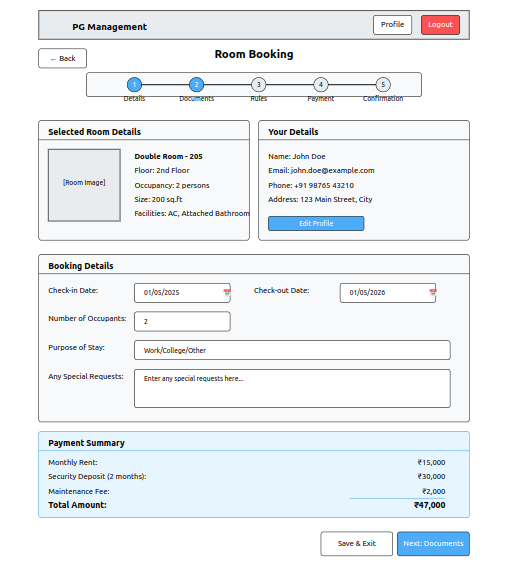 PG Management
Profile
Logout
← Back
Room Booking
1
2
3
4
5
Details
Documents
Rules
Payment
Confirmation
Selected Room Details
[Room Image]
Double Room - 205
Floor: 2nd Floor
Occupancy: 2 persons
Size: 200 sq.ft
Facilities: AC, Attached Bathroom
Your Details
Name: John Doe
Email: john.doe@example.com
Phone: +91 98765 43210
Address: 123 Main Street, City
Edit Profile
Booking Details
Check-in Date:
01/05/2025
Check-out Date:
01/05/2026
Number of Occupants:
2
Purpose of Stay:
Work/College/Other
Any Special Requests:
Enter any special requests here...
Payment Summary
Monthly Rent: ₹15,000
Security Deposit (2 months): ₹30,000
Maintenance Fee: ₹2,000
Total Amount: ₹47,000
Save & Exit
Next: Documents